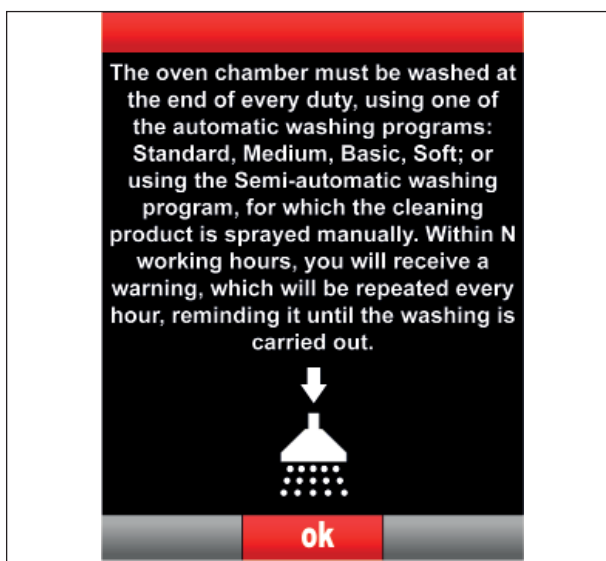 The oven chamber must be washed at
the end of every duty, using one of
the automatic washing programs:
Standard, Medium, Basic, Soft; or
using the Semi-automatic washing
program, for which the cleaning
product is sprayed manually. Within N
working hours, you will receive a
warning, which will be repeated every
hour, reminding it until the washing is
carried out.
ok